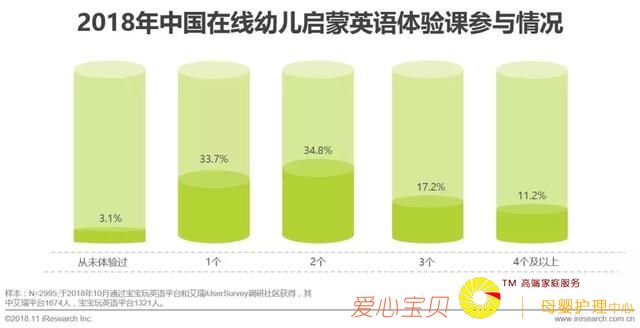 2018年中国在线幼儿启蒙英语体验课参与情况
3.1%
33.7%
34.8%
17.2%
11.2%
从未体验过
1个
2个
3个
4个及以上
样本：N=2995,于2018年10月通过宝宝玩英语平台和艾瑞iUserSurvey调研社区获得，其
中艾瑞平台1674人，宝宝玩英语平台1321人。
©2018.11 iResearch Inc.
爱心宝贝
TM 高端家庭服务
母婴护理中心
www.iresearch.com.cn